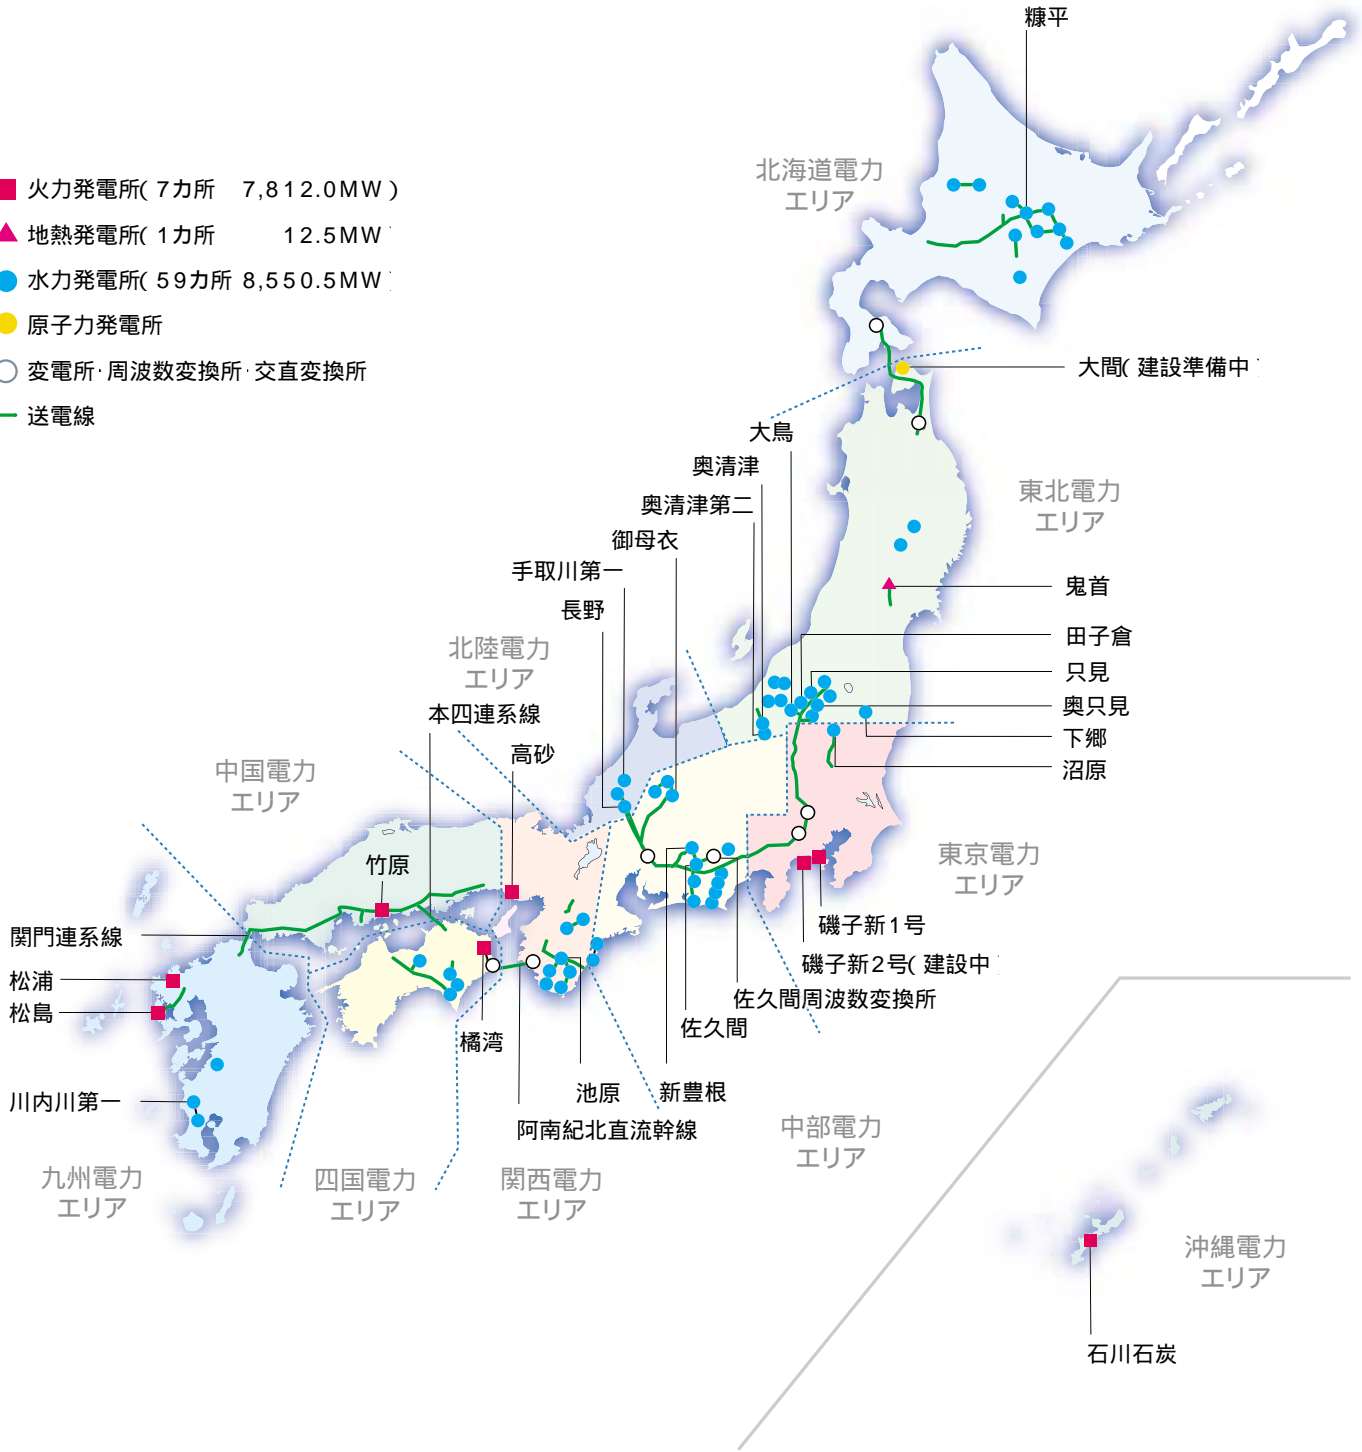 糠平
火力発電所( 7カ所 7,812.0MW )
地熱発電所( 1カ所 12.5MW
水力発電所( 59カ所 8,550.5MW
原子力発電所
変電所·周波数変換所·交直変換所
送電線
北海道電力
エリア
大間( 建設準備中
大鳥
奥清津
奥清津第二
御母衣
手取川第一
長野
東北電力
エリア
鬼首
田子倉
只見
奥只見
下郷
沼原
北陸電力
エリア
本四連系線
高砂
中国電力
エリア
竹原
東京電力
エリア
磯子新1号
磯子新2号( 建設中
佐久間周波数変換所
佐久間
新豊根
池原
阿南紀北直流幹線
橘湾
関門連系線
松浦
松島
川内川第一
九州電力
エリア
四国電力
エリア
関西電力
エリア
中部電力
エリア
沖縄電力
エリア
石川石炭